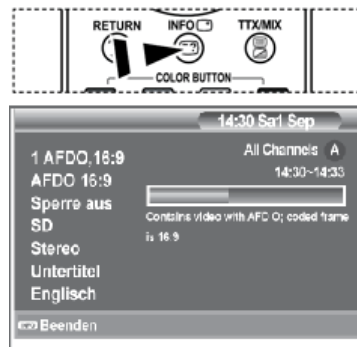 RETURN INFO TTX/MIX
COLOR BUTTON
14:30 Sat Sep
All Channels A
14:30~14:33
1 AFDO,16:9
AFDO 16:9
Sperre aus
SD
Stereo
Untertitel
Englisch
Contains video with AFD O; coded frame
is 16:9
Beenden